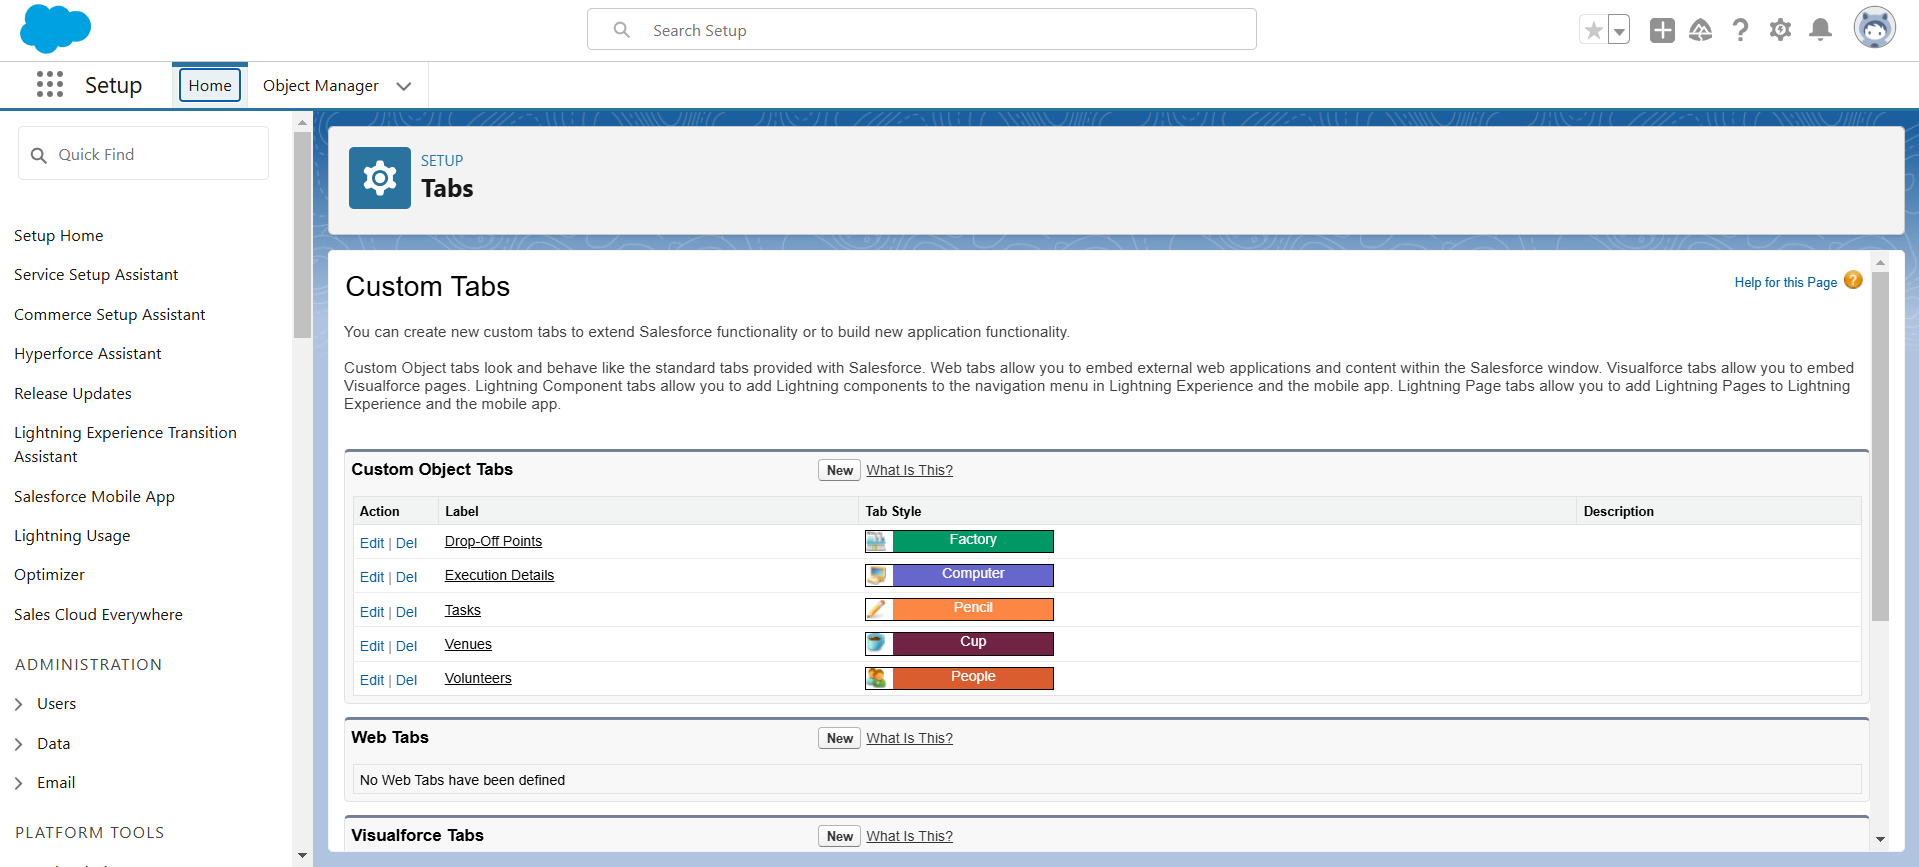 Search Setup
Setup
Home
Object Manager
Quick Find
Setup Home
Service Setup Assistant
Commerce Setup Assistant
Hyperforce Assistant
Release Updates
Lightning Experience Transition
Assistant
Salesforce Mobile App
Lightning Usage
Optimizer
Sales Cloud Everywhere
ADMINISTRATION
Users
Data
Email
PLATFORM TOOLS
SETUP
Tabs
Custom Tabs
Help for this Page
You can create new custom tabs to extend Salesforce functionality or to build new application functionality.
Custom Object tabs look and behave like the standard tabs provided with Salesforce. Web tabs allow you to embed external web applications and content within the Salesforce window. Visualforce tabs allow you to embed
Visualforce pages. Lightning Component tabs allow you to add Lightning components to the navigation menu in Lightning Experience and the mobile app. Lightning Page tabs allow you to add Lightning Pages to Lightning
Experience and the mobile app.
Custom Object Tabs New What Is This?
Action Label Tab Style Description
Edit | Del Drop-Off Points Factory
Edit | Del Execution Details Computer
Edit | Del Tasks Pencil
Edit | Del Venues Cup
Edit | Del Volunteers People
Web Tabs New What Is This?
No Web Tabs have been defined
Visualforce Tabs New What Is This?